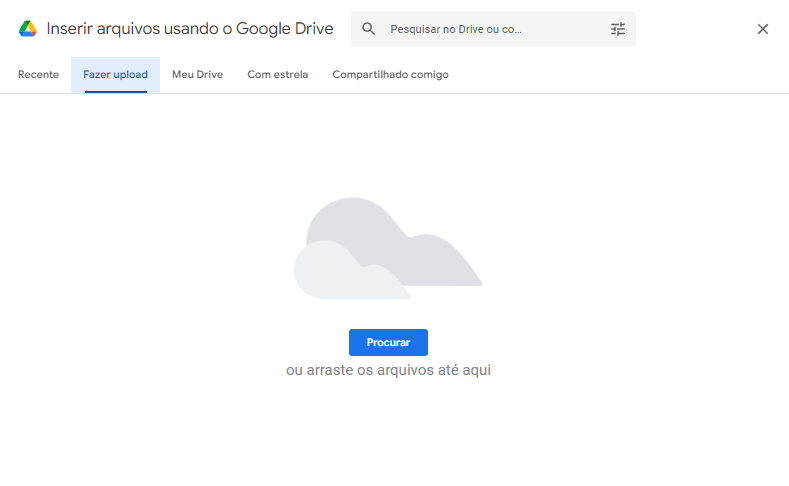 Inserir arquivos usando o Google Drive
Pesquisar no Drive ou co...
Recente
Fazer upload
Meu Drive
Com estrela
Compartilhado comigo
Procurar
ou arraste os arquivos até aqui